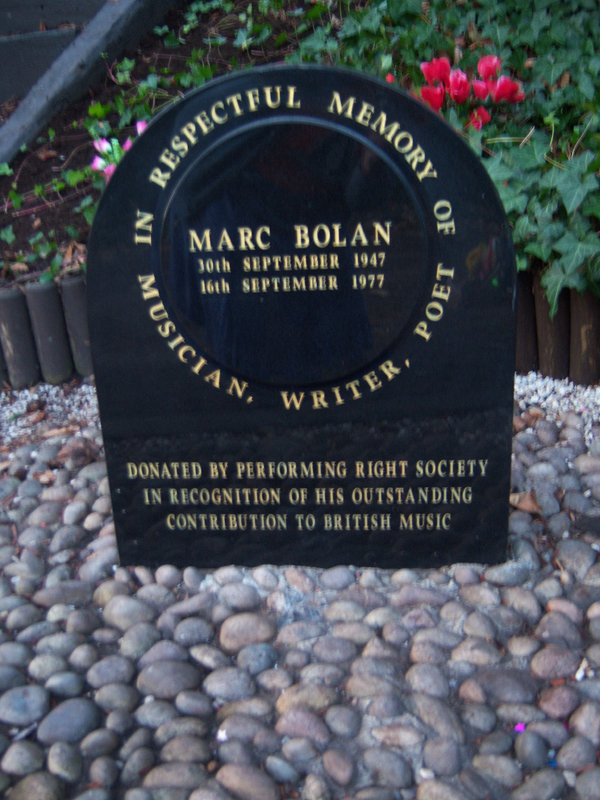 IN RESPECTFUL MEMORY OF
MARC BOLAN
30th SEPTEMBER 1947
16th SEPTEMBER 1977
MUSICIAN, WRITER, POET
DONATED BY PERFORMING RIGHT SOCIETY
IN RECOGNITION OF HIS OUTSTANDING
CONTRIBUTION TO BRITISH MUSIC